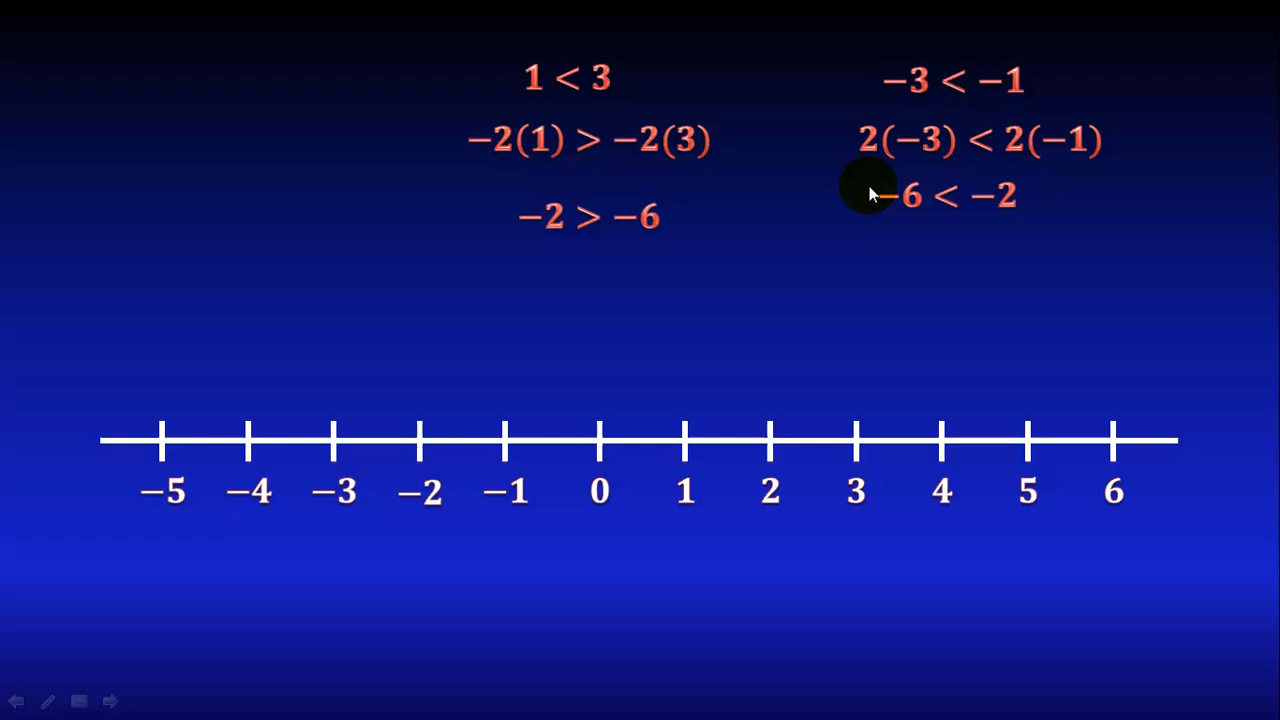 1 < 3
−2(1) > −2(3)
−2 > −6
−3 < −1
2(−3) < 2(−1)
−6 < −2
−5 −4 −3 −2 −1 0 1 2 3 4 5 6